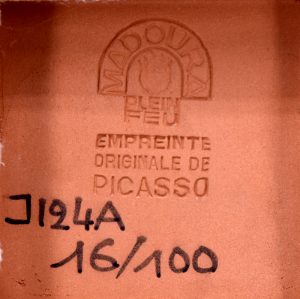 MADOURA
PLEIN
FEU
EMPREINTE
ORIGINALE DE
PICASSO
J124A
16/100